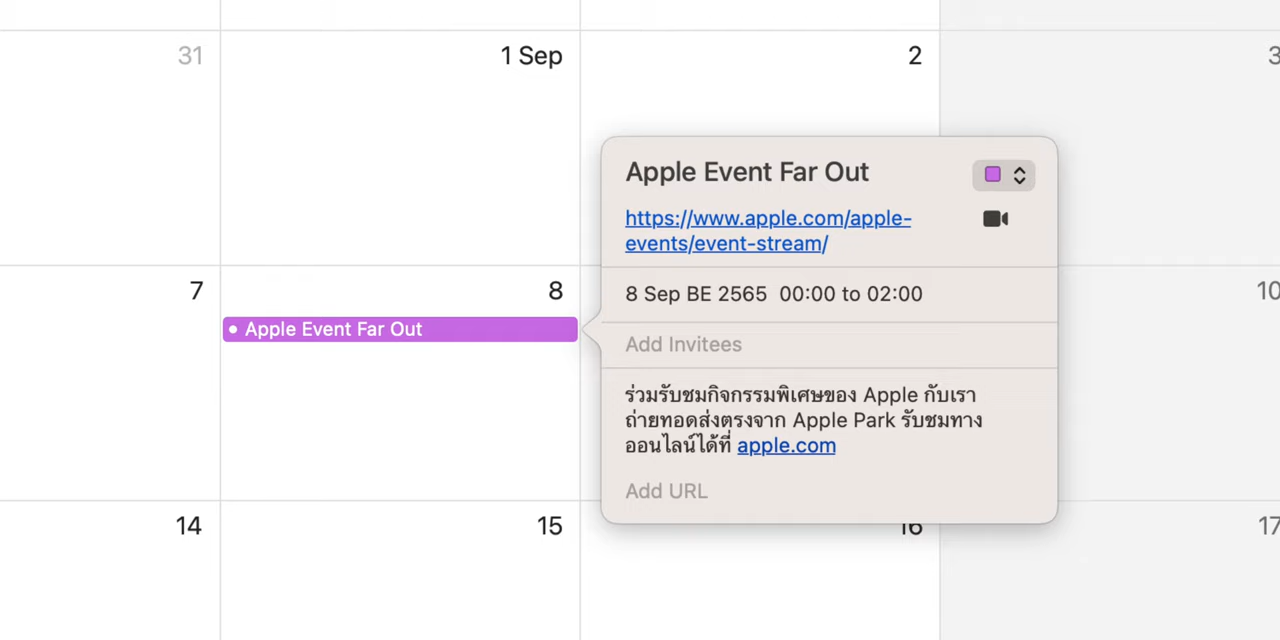 31
1 Sep
2
3
Apple Event Far Out
https://www.apple.com/apple-
events/event-stream/
7
8
10
8 Sep BE 2565 00:00 to 02:00
Apple Event Far Out
Add Invitees
ร่วมรับชมกิจกรรมพิเศษของ Apple กับเรา
ถ่ายทอดส่งตรงจาก Apple Park รับชมทาง
ออนไลน์ได้ที่ apple.com
Add URL
14
15
16
17